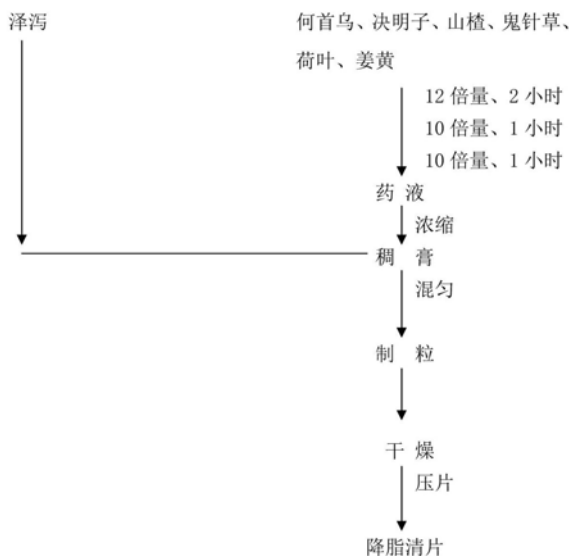 泽泻
何首乌、决明子、山楂、鬼针草、
荷叶、姜黄
12 倍量、2 小时
10 倍量、1 小时
10 倍量、1 小时
药 液
浓缩
稠 膏
混匀
制 粒
干 燥
压片
降脂清片